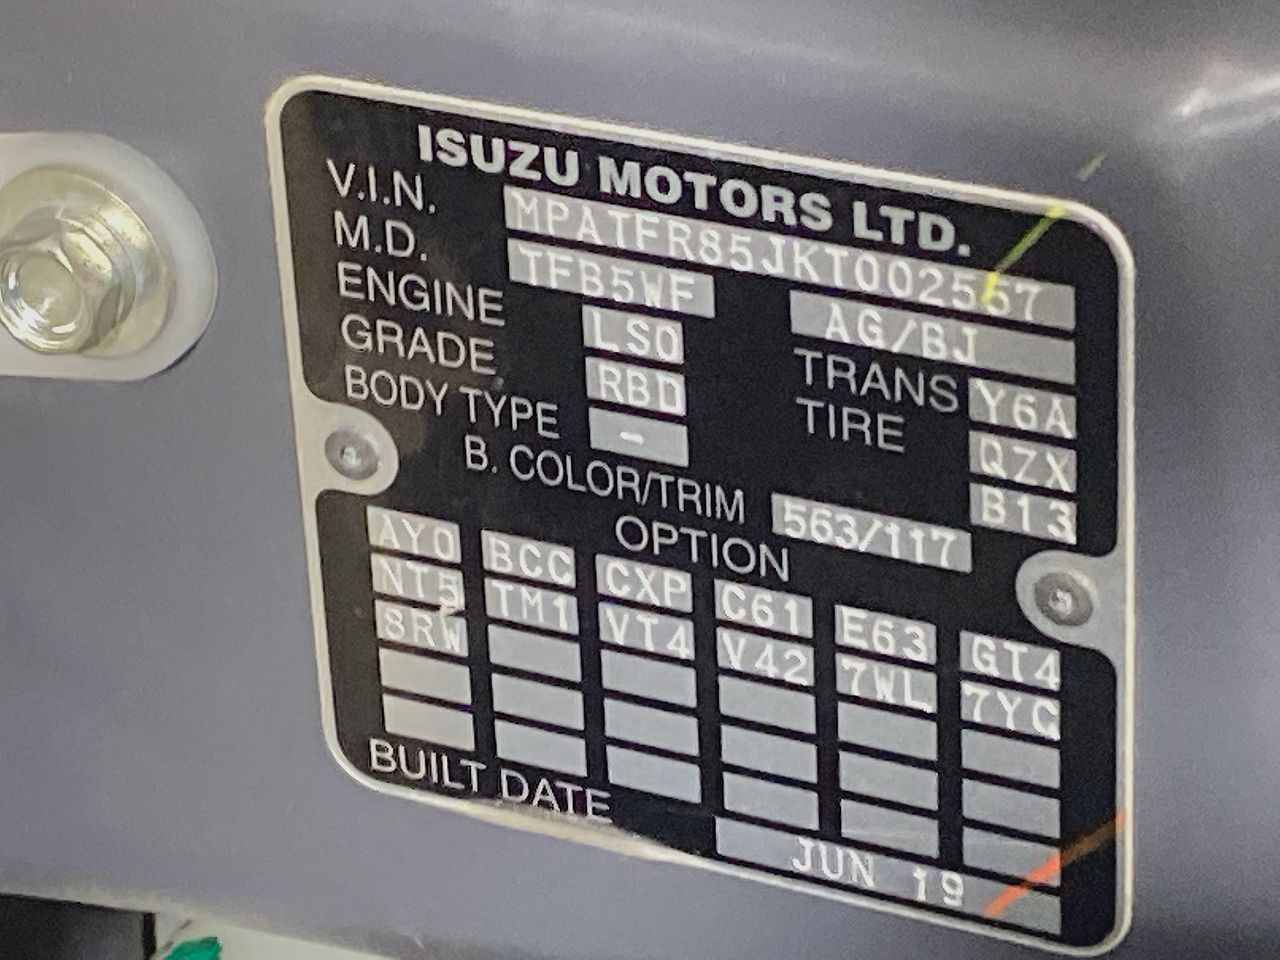 ISUZU MOTORS LTD.
V.I.N. MPATFR85JKT002557
M.D. TFB5WF AG/BJ
ENGINE LS0 TRANS Y6A
GRADE RBD TIRE QZX
BODY TYPE - B13
B. COLOR/TRIM 563/117
OPTION
AY0 BCC CXP C61 E63 GT4
NT5 TM1 VT4 V42 7WL 7YC
8RW
BUILT DATE JUN 19